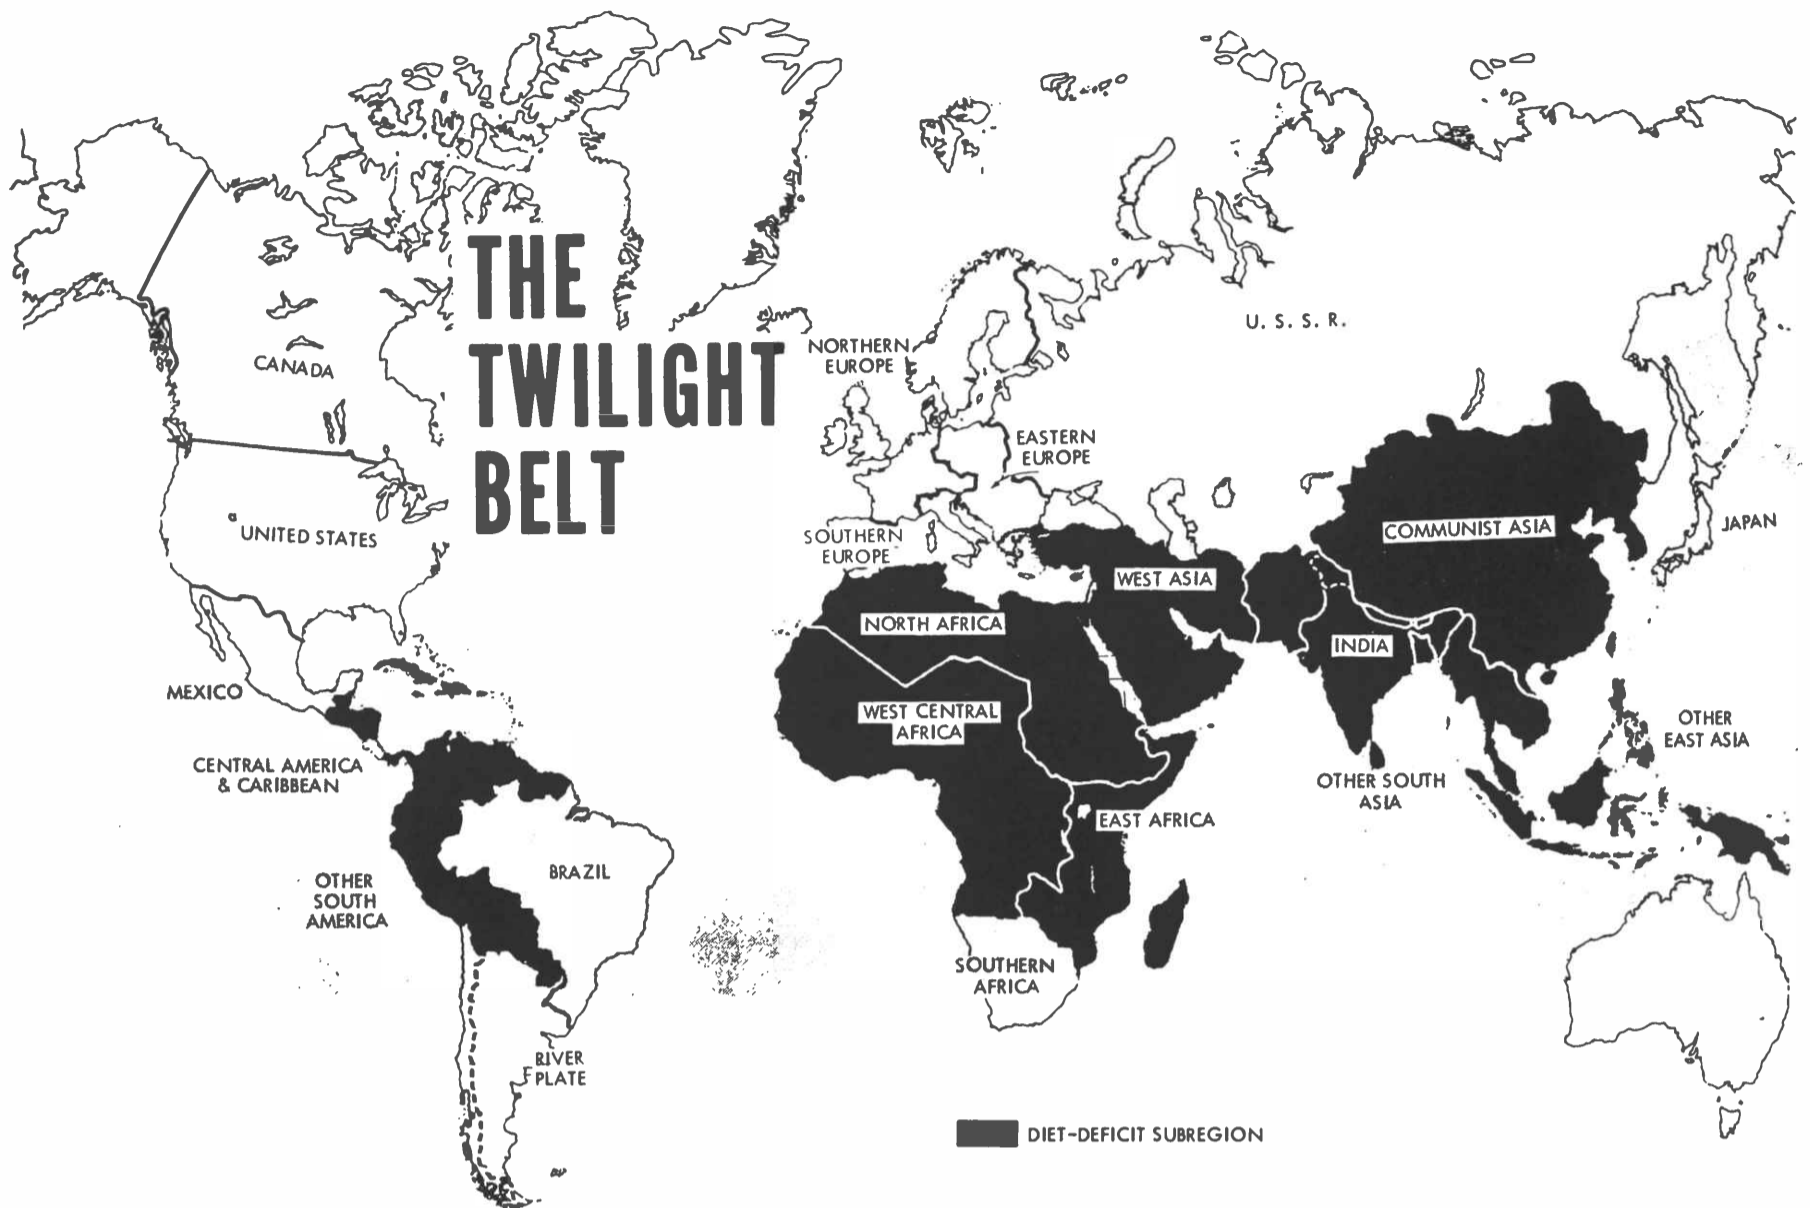 THE
TWILIGHT
BELT
CANADA
UNITED STATES
MEXICO
CENTRAL AMERICA
& CARIBBEAN
OTHER
SOUTH
AMERICA
BRAZIL
RIVER
PLATE
NORTHERN
EUROPE
EASTERN
EUROPE
SOUTHERN
EUROPE
U. S. S. R.
COMMUNIST ASIA
JAPAN
WEST ASIA
NORTH AFRICA
INDIA
WEST CENTRAL
AFRICA
OTHER
EAST ASIA
OTHER SOUTH
ASIA
EAST AFRICA
SOUTHERN
AFRICA
DIET-DEFICIT SUBREGION